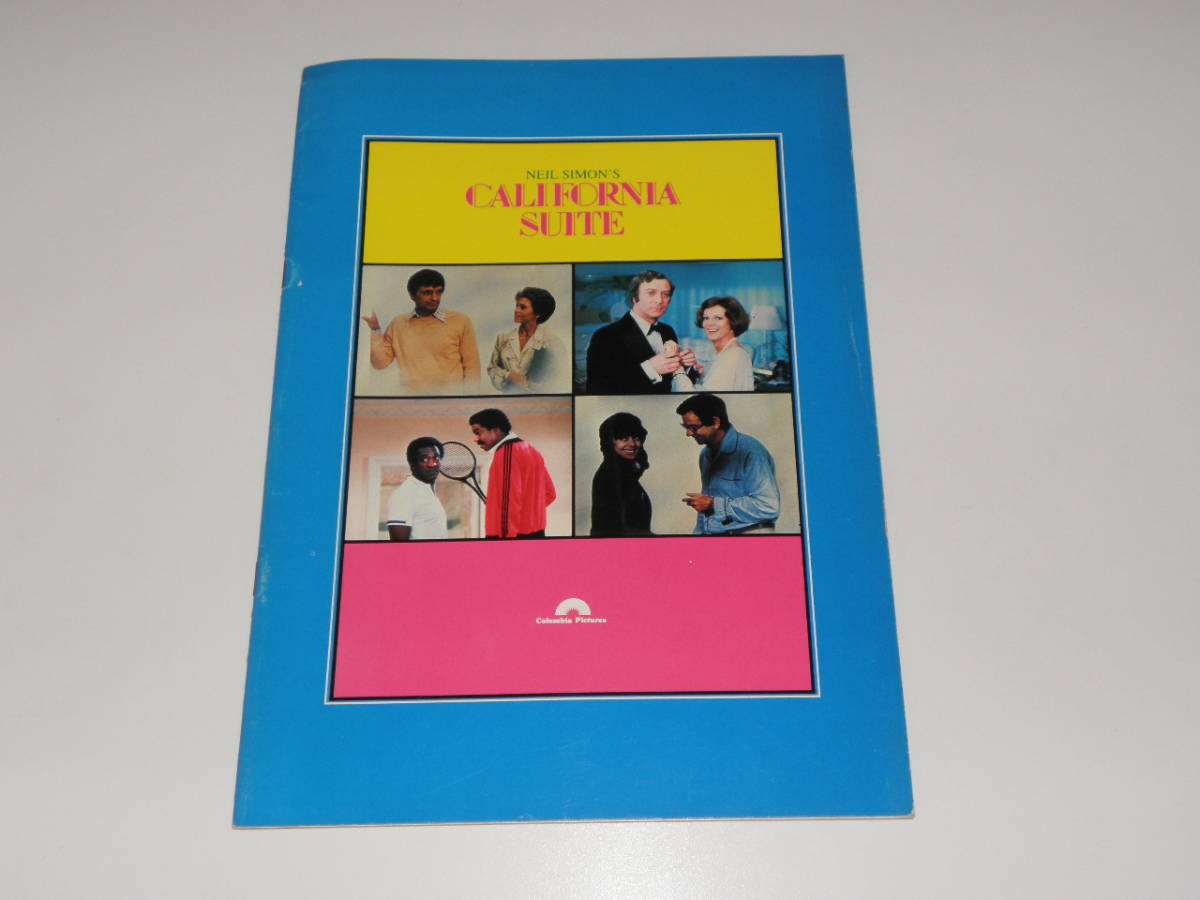 NEIL SIMON'S
CALIFORNIA
SUITE
Columbia Pictures